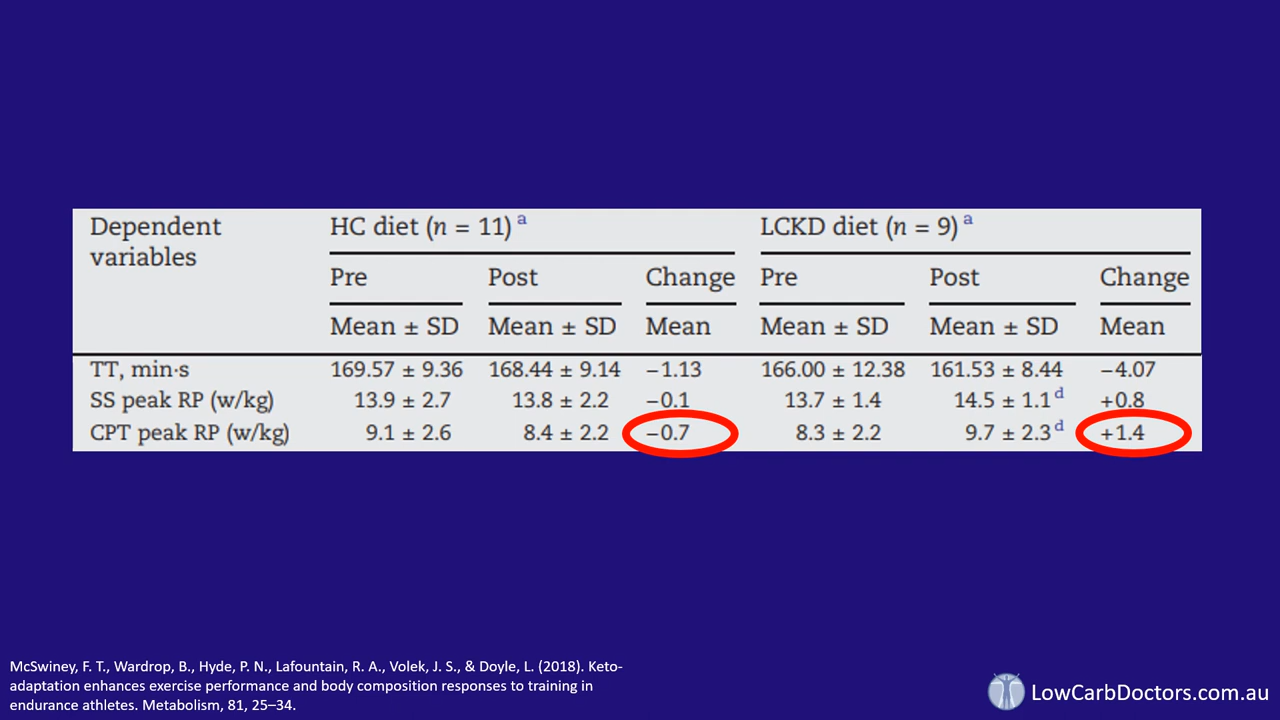 Dependent variables HC diet (n = 11) a LCKD diet (n = 9) a
Pre Post Change Pre Post Change
Mean ± SD Mean ± SD Mean Mean ± SD Mean ± SD Mean
TT, min·s 169.57 ± 9.36 168.44 ± 9.14 −1.13 166.00 ± 12.38 161.53 ± 8.44 −4.07
SS peak RP (w/kg) 13.9 ± 2.7 13.8 ± 2.2 −0.1 13.7 ± 1.4 14.5 ± 1.1 d +0.8
CPT peak RP (w/kg) 9.1 ± 2.6 8.4 ± 2.2 −0.7 8.3 ± 2.2 9.7 ± 2.3 d +1.4
McSwiney, F. T., Wardrop, B., Hyde, P. N., Lafountain, R. A., Volek, J. S., & Doyle, L. (2018). Keto-
adaptation enhances exercise performance and body composition responses to training in
endurance athletes. Metabolism, 81, 25–34.
LowCarbDoctors.com.au